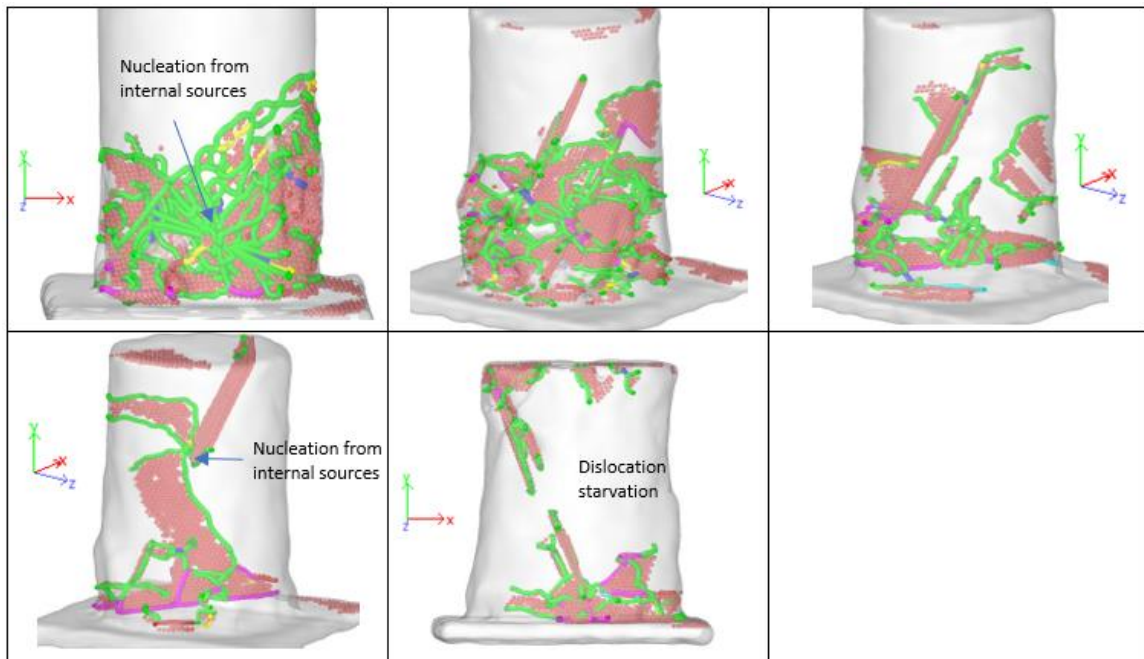 Nucleation from
internal sources
y
x
z
x
z
y
x
z
Nucleation from
internal sources
y
x
z
Dislocation
starvation
y
x
z